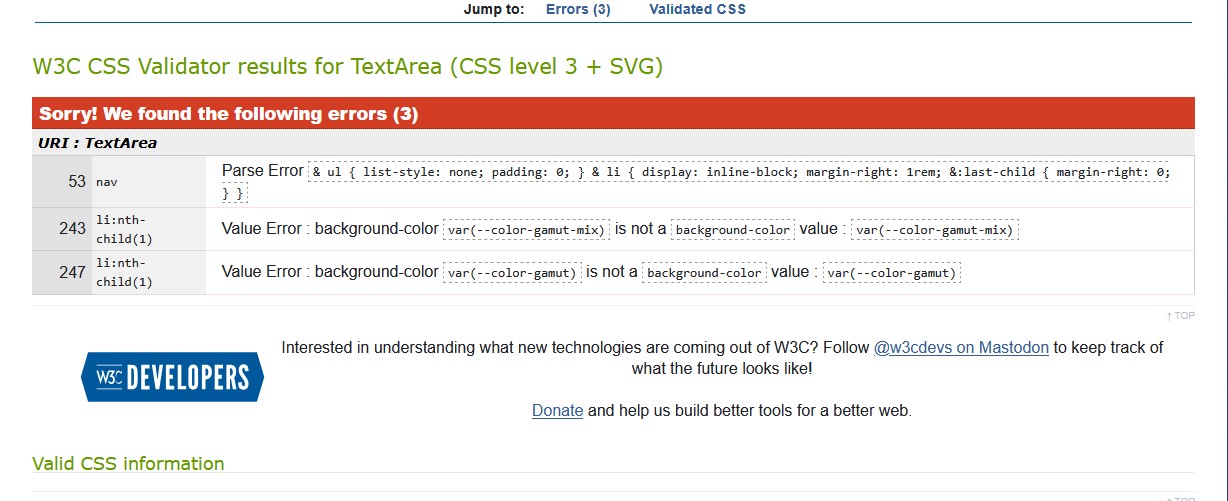 Jump to: Errors (3) Validated CSS
W3C CSS Validator results for TextArea (CSS level 3 + SVG)
Sorry! We found the following errors (3)
URI : TextArea
53 nav Parse Error & ul { list-style: none; padding: 0; } & li { display: inline-block; margin-right: 1rem; &:last-child { margin-right: 0;
} }
243 li:nth-
child(1) Value Error : background-color var(--color-gamut-mix) is not a background-color value : var(--color-gamut-mix)
247 li:nth-
child(1) Value Error : background-color var(--color-gamut) is not a background-color value : var(--color-gamut)
↑ TOP
Interested in understanding what new technologies are coming out of W3C? Follow @w3cdevs on Mastodon to keep track of
what the future looks like!
W3C DEVELOPERS
Donate and help us build better tools for a better web.
Valid CSS information
↑ TOP